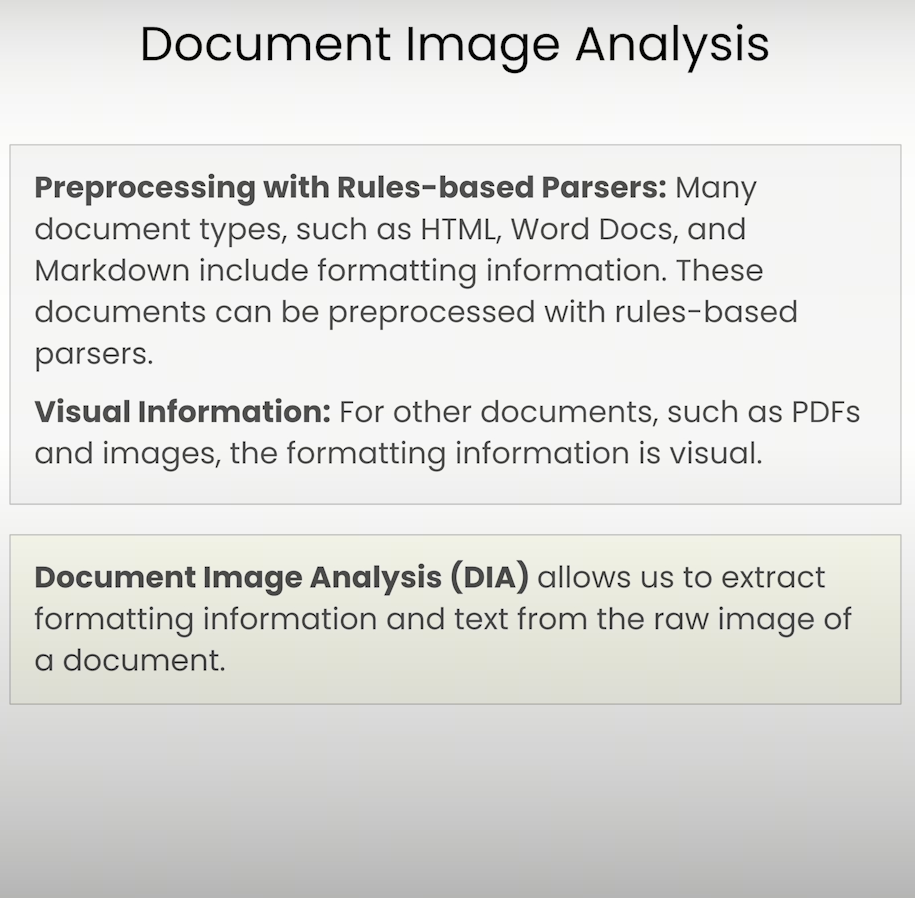 Document Image Analysis
Preprocessing with Rules-based Parsers: Many
document types, such as HTML, Word Docs, and
Markdown include formatting information. These
documents can be preprocessed with rules-based
parsers.
Visual Information: For other documents, such as PDFs
and images, the formatting information is visual.
Document Image Analysis (DIA) allows us to extract
formatting information and text from the raw image of
a document.